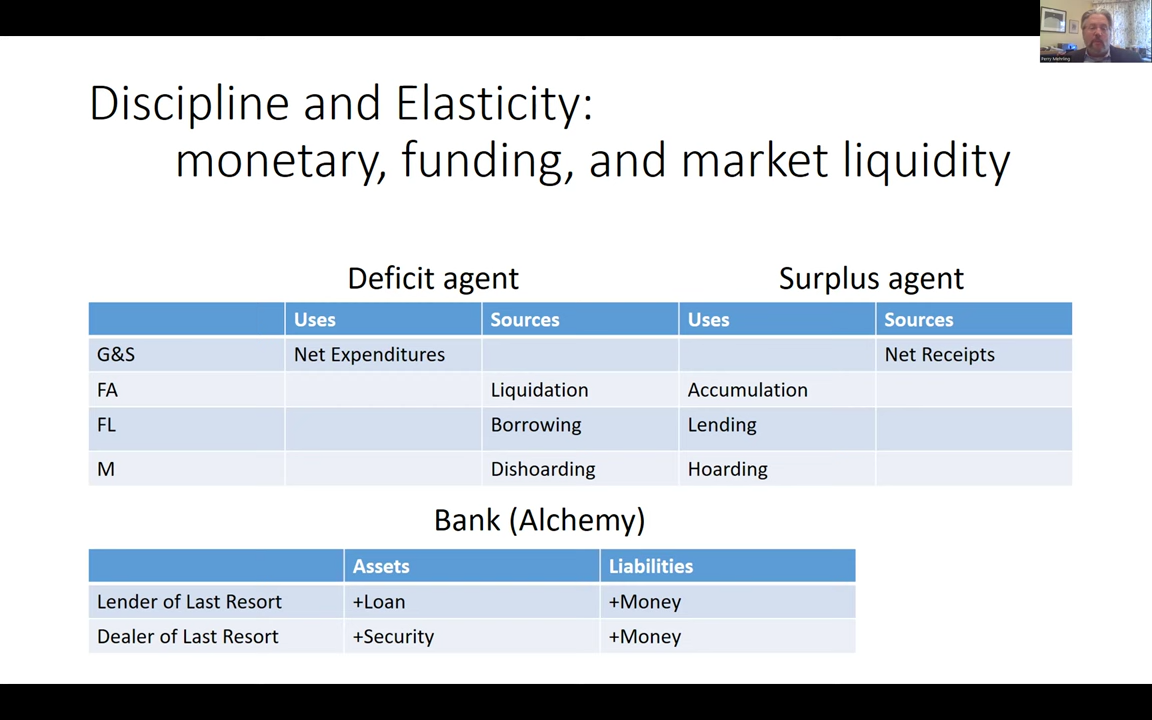 Perry Mehrling
Discipline and Elasticity:
monetary, funding, and market liquidity
Deficit agent Surplus agent
Uses Sources Uses Sources
G&S Net Expenditures Net Receipts
FA Liquidation Accumulation
FL Borrowing Lending
M Dishoarding Hoarding
Bank (Alchemy)
Assets Liabilities
Lender of Last Resort +Loan +Money
Dealer of Last Resort +Security +Money